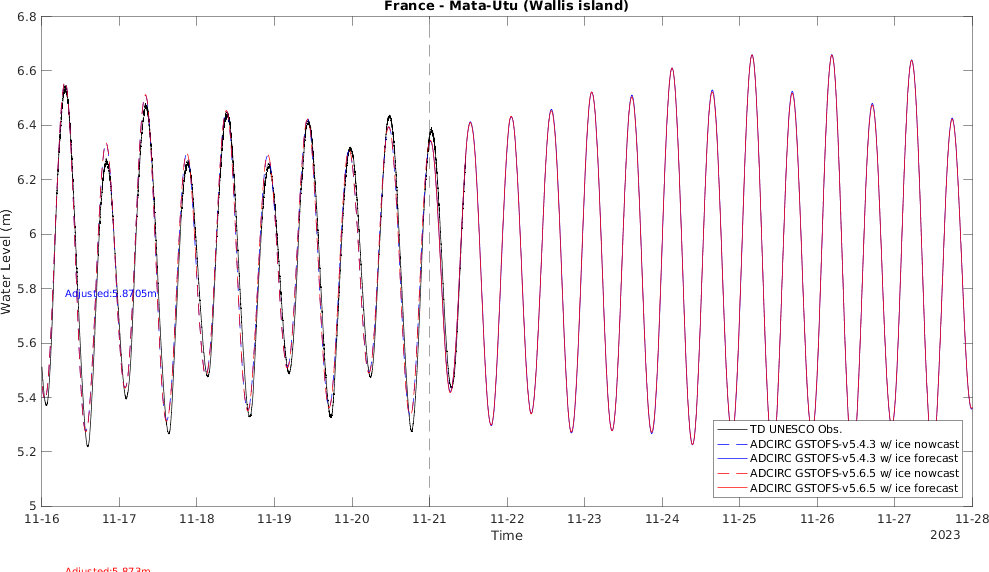 France - Mata-Utu (Wallis island)
6.8
6.6
6.4
6.2
6
5.8
5.6
5.4
5.2
5
Water Level (m)
Adjusted:5.8705m
TD UNESCO Obs.
ADCIRC GSTOFS-v5.4.3 w/ ice nowcast
ADCIRC GSTOFS-v5.4.3 w/ ice forecast
ADCIRC GSTOFS-v5.6.5 w/ ice nowcast
ADCIRC GSTOFS-v5.6.5 w/ ice forecast
11-16 11-17 11-18 11-19 11-20 11-21 11-22 11-23 11-24 11-25 11-26 11-27 11-28
Time
2023
Adjusted:5.873m